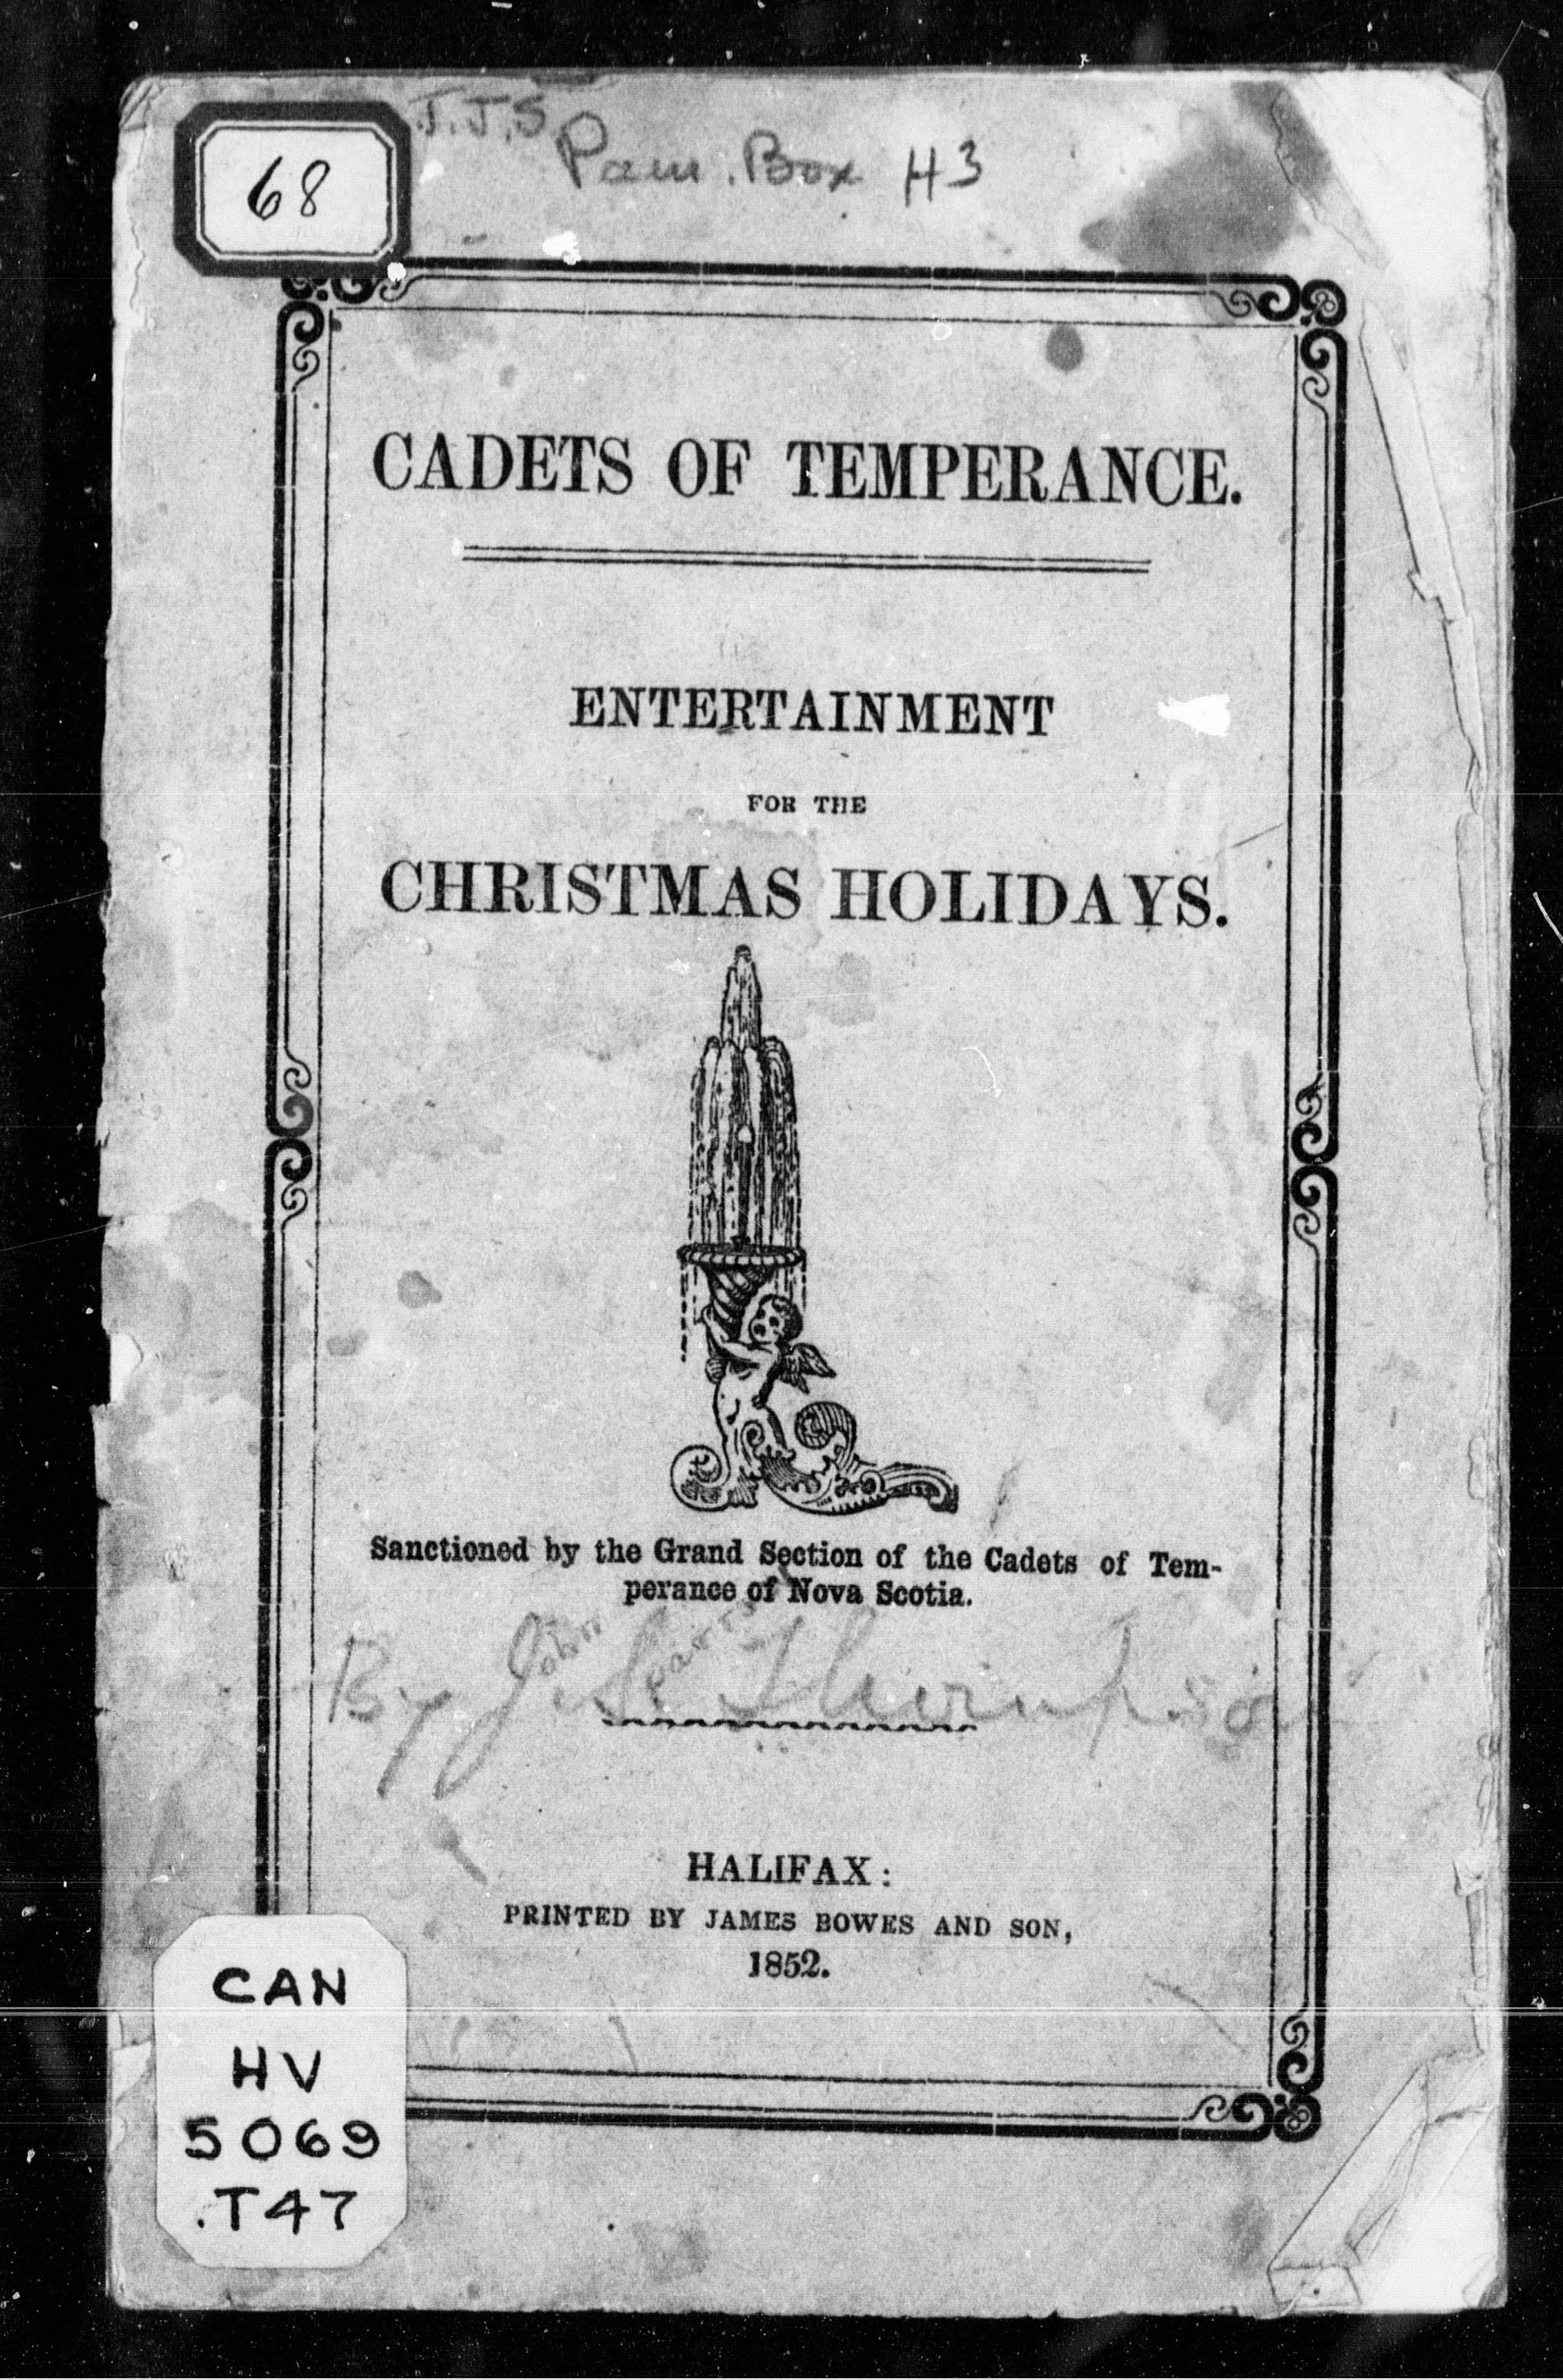 68
J.J.S
Pam. Box H3
CADETS OF TEMPERANCE.
ENTERTAINMENT
FOR THE
CHRISTMAS HOLIDAYS.
Sanctioned by the Grand Section of the Cadets of Tem-
perance of Nova Scotia.
John Sparrow
By J. S. Thompson
HALIFAX:
PRINTED BY JAMES BOWES AND SON,
1852.
CAN
HV
5069
.T47